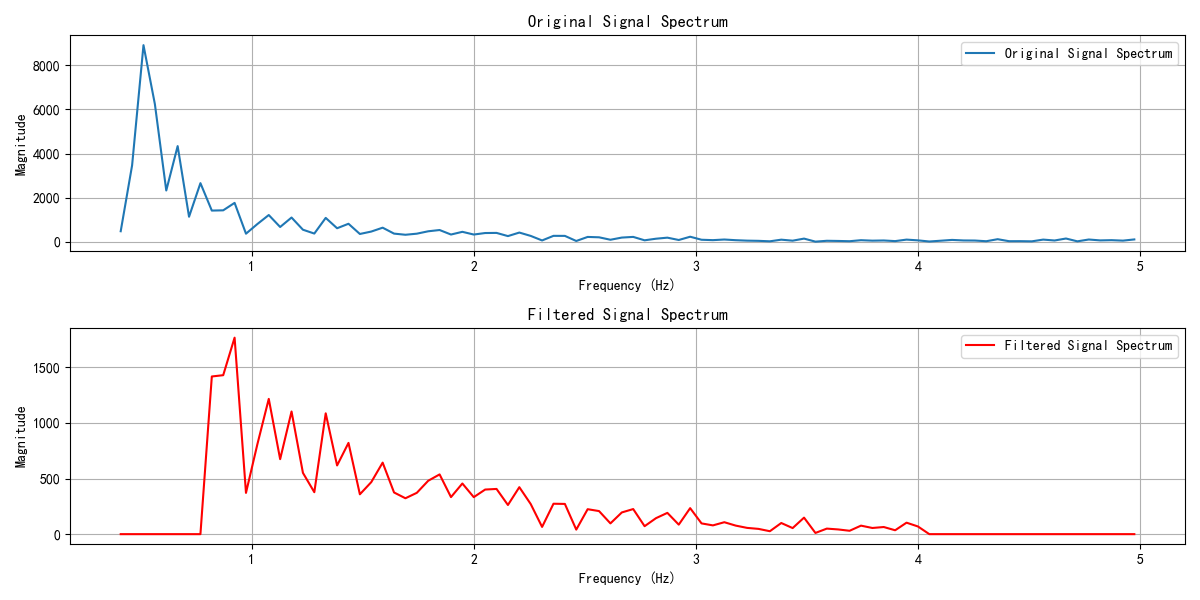 Original Signal Spectrum
Original Signal Spectrum
Magnitude
8000
6000
4000
2000
0
1 2 3 4 5
Frequency (Hz)
Filtered Signal Spectrum
Filtered Signal Spectrum
Magnitude
1500
1000
500
0
1 2 3 4 5
Frequency (Hz)